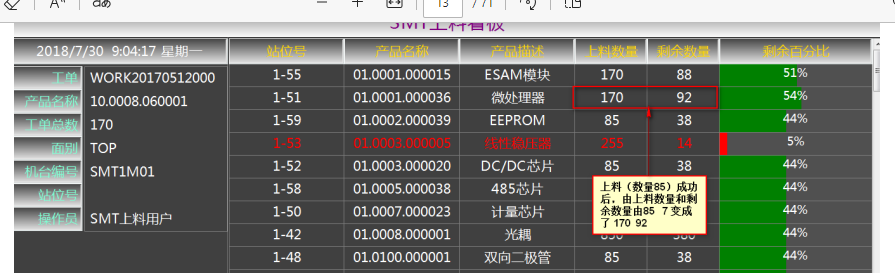 13 / 71
SMT上料看板
2018/7/30 9:04:17 星期一
站位号 产品名称 产品描述 上料数量 剩余数量 剩余百分比
工单 WORK20170512000
产品名称 10.0008.060001
工单总数 170
面别 TOP
机台编号 SMT1M01
站位号
操作员 SMT上料用户
1-55 01.0001.000015 ESAM模块 170 88 51%
1-51 01.0001.000036 微处理器 170 92 54%
1-59 01.0002.000039 EEPROM 85 38 44%
1-53 01.0003.000005 线性稳压器 255 14 5%
1-52 01.0003.000020 DC/DC芯片 85 38 44%
1-58 01.0005.000038 485芯片 44%
1-50 01.0007.000023 计量芯片 44%
1-42 01.0008.000001 光耦 44%
1-48 01.0100.000001 双向二极管 85 38 44%
上料（数量85）成功
后，由上料数量和剩
余数量由85 7 变成
了 170 92